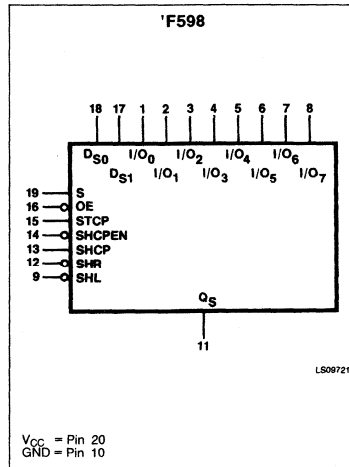 'F598
18 17 1 2 3 4 5 6 7 8
DS0 I/O0 I/O2 I/O4 I/O6
DS1 I/O1 I/O3 I/O5 I/O7
19 S
16 OE
15 STCP
14 SHCPEN
13 SHCP
12 SHR
9 SHL
QS
11
LS09721
VCC = Pin 20
GND = Pin 10